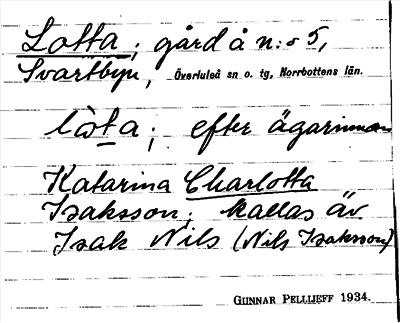 Lotta; gård å n:o 5,
Svartbyn, Överluleå sn o. tg, Norrbottens län.
lòta; efter ägarinnan
Katarina Charlotta
Isaksson; kallas äv.
Isak Nils (Nils Isaksson)
GUNNAR PELLIJEFF 1934.